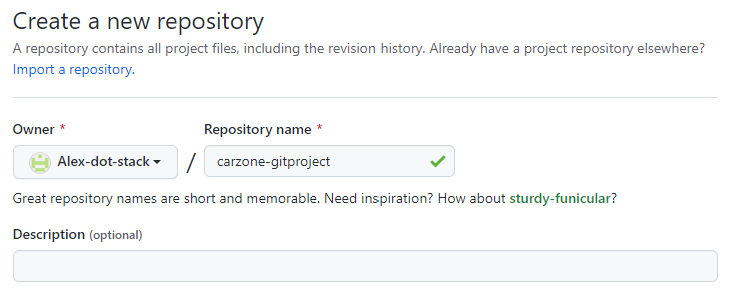 Create a new repository
A repository contains all project files, including the revision history. Already have a project repository elsewhere?
Import a repository.
Owner * Repository name *
Alex-dot-stack / carzone-gitproject
Great repository names are short and memorable. Need inspiration? How about sturdy-funicular?
Description (optional)